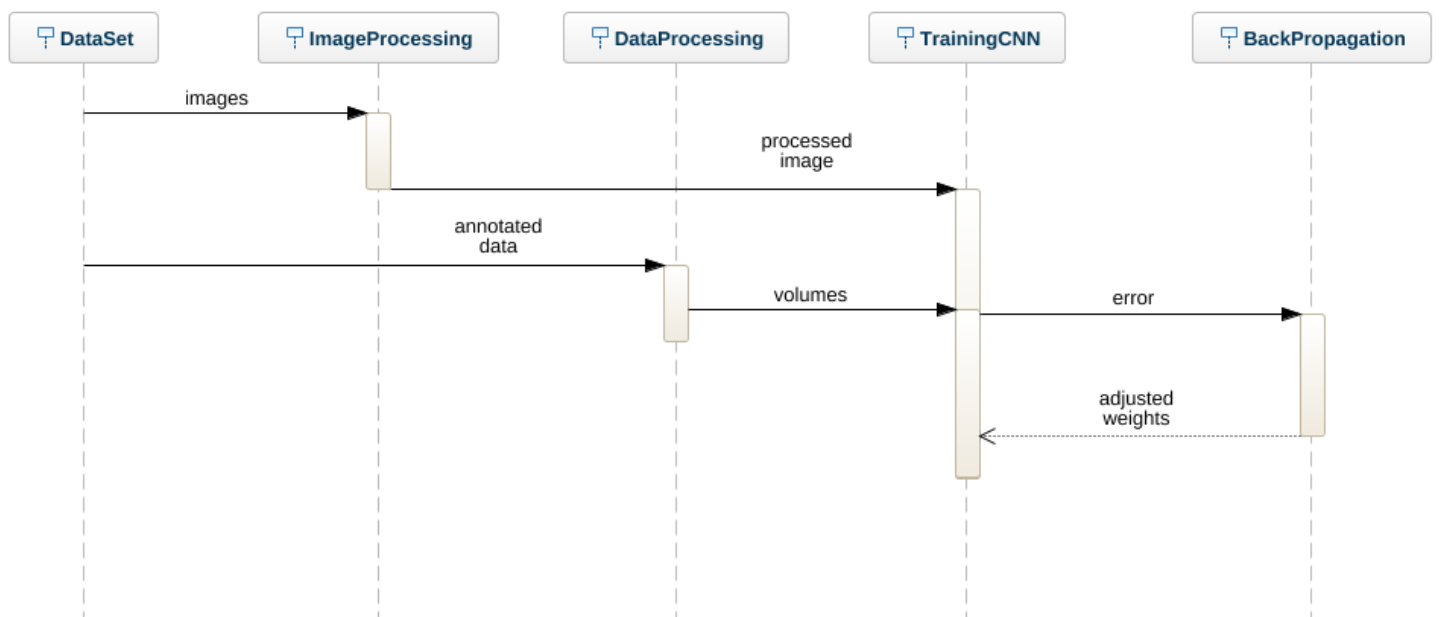 DataSet
ImageProcessing
DataProcessing
TrainingCNN
BackPropagation
images
processed
image
annotated
data
volumes
error
adjusted
weights